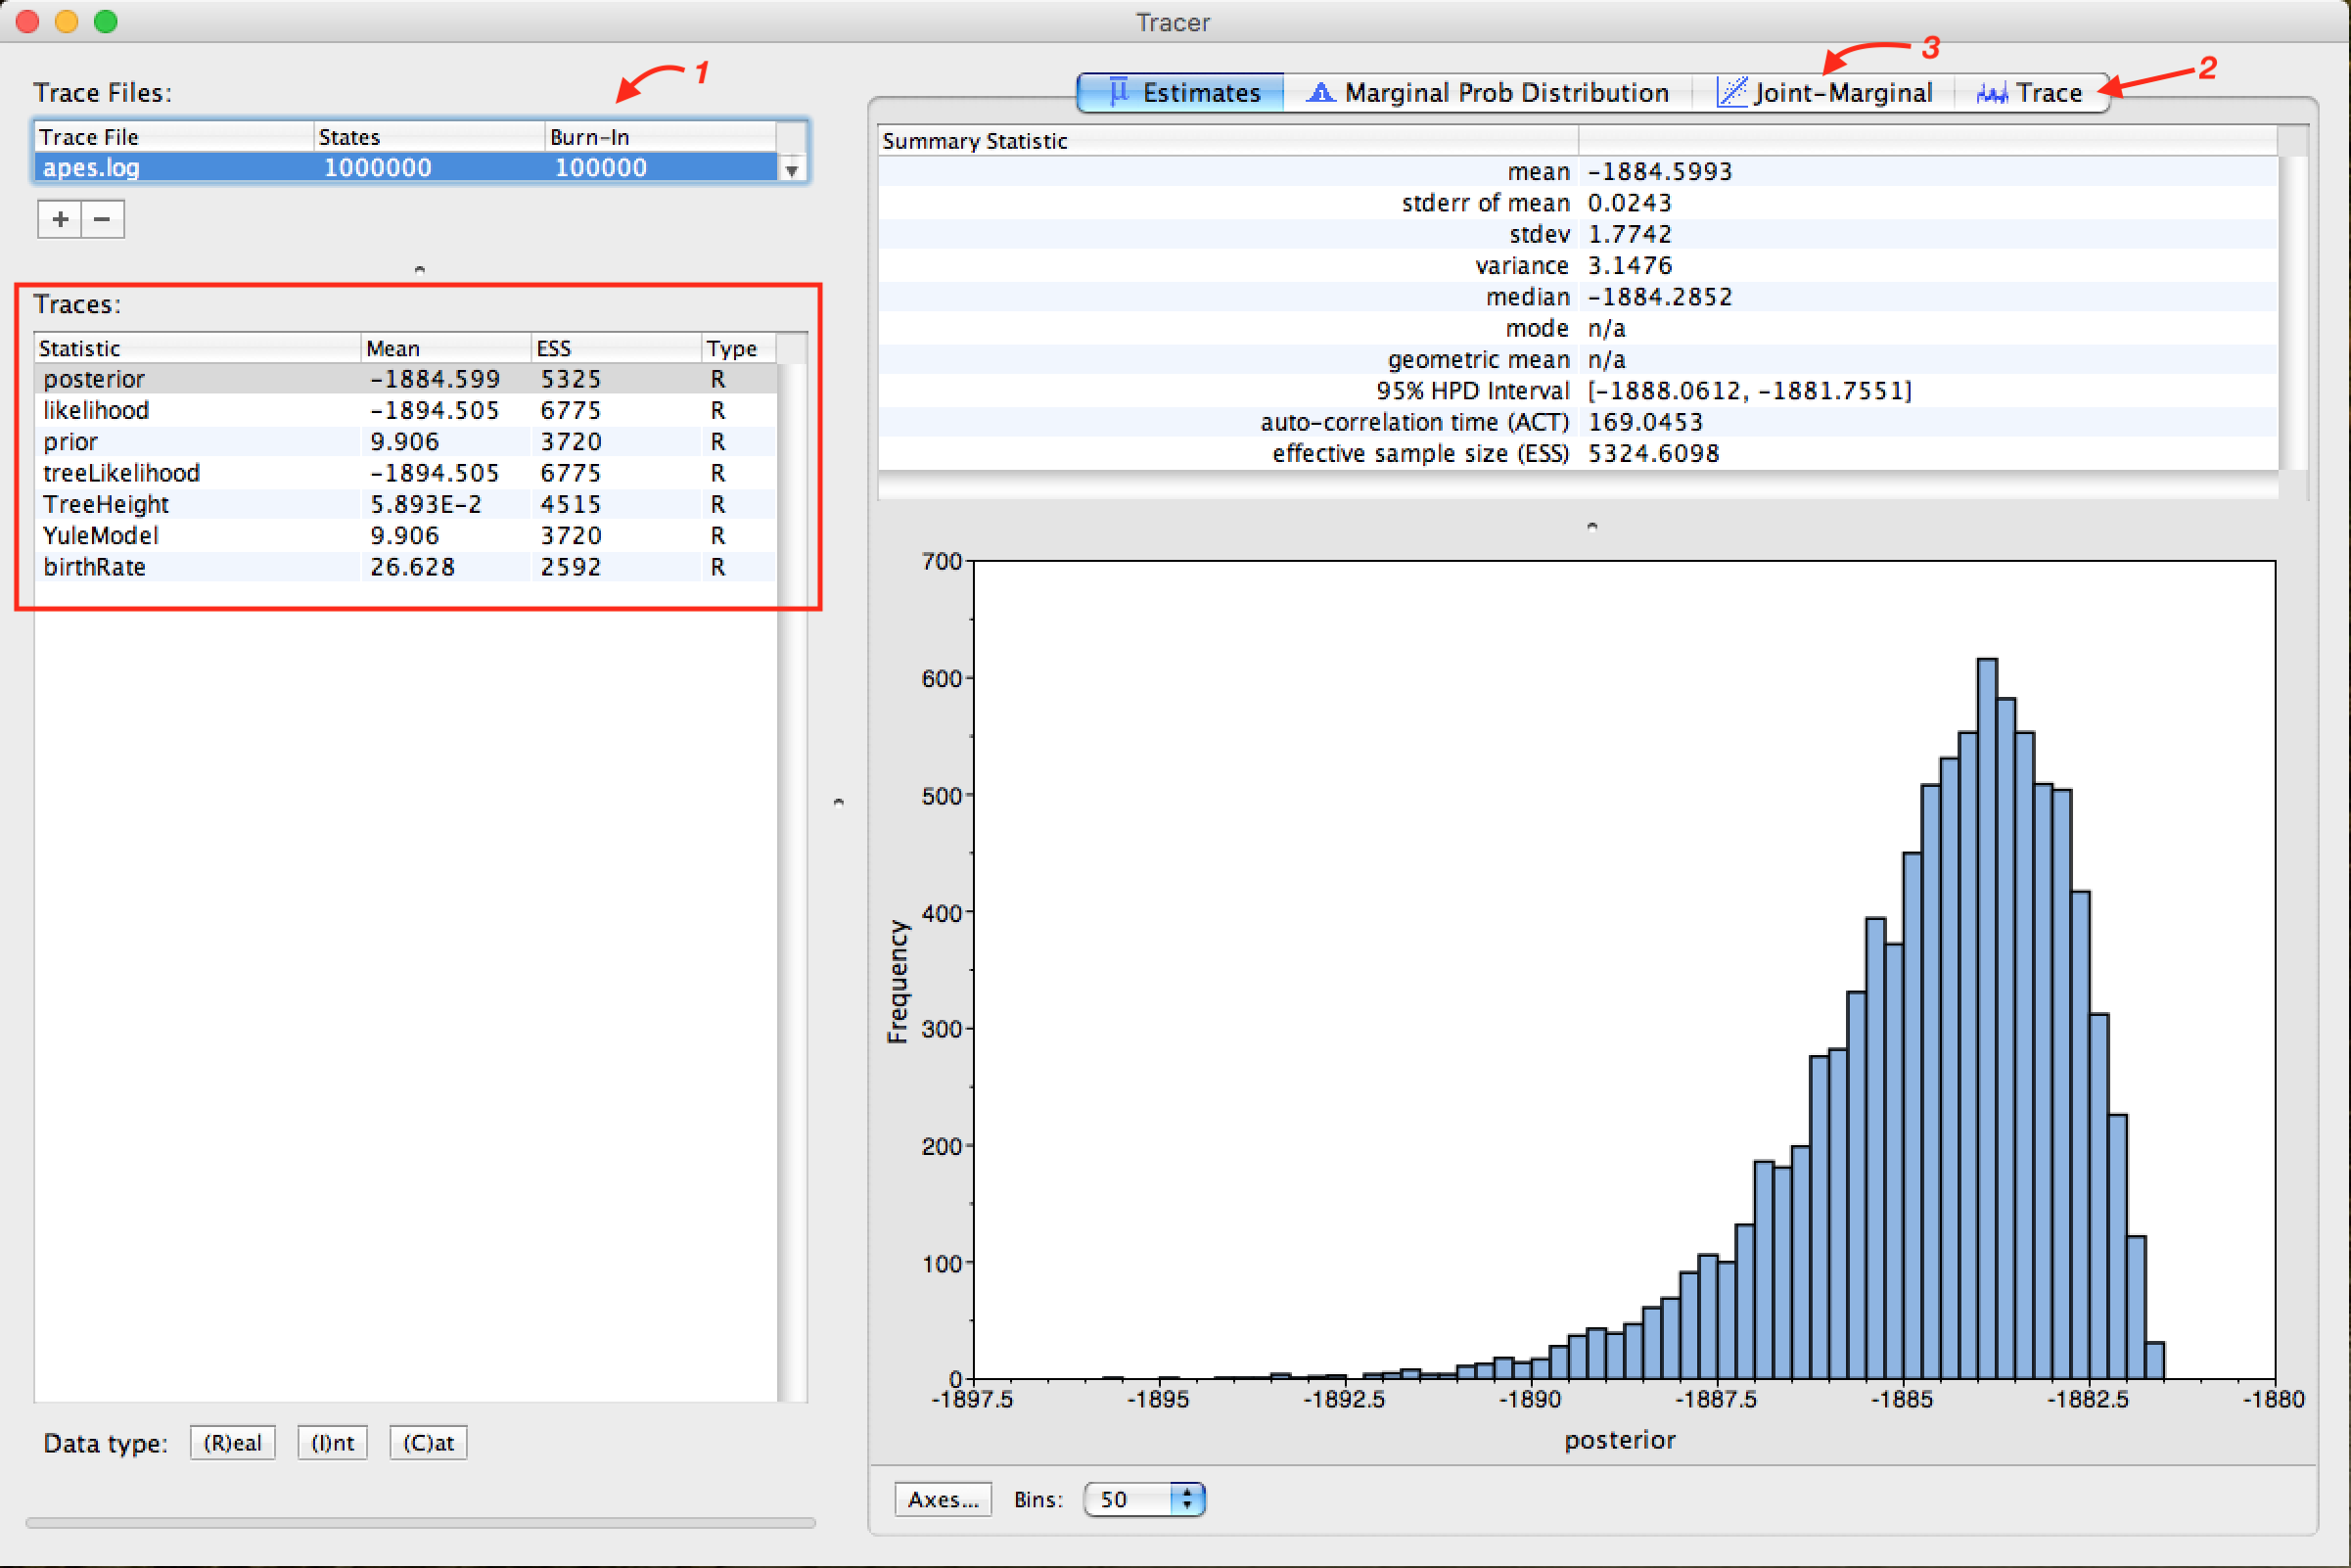 Tracer
1
3
2
Trace Files:
Trace File States Burn-In
apes.log 1000000 100000
+ −
Traces:
Statistic Mean ESS Type
posterior -1884.599 5325 R
likelihood -1894.505 6775 R
prior 9.906 3720 R
treeLikelihood -1894.505 6775 R
TreeHeight 5.893E-2 4515 R
YuleModel 9.906 3720 R
birthRate 26.628 2592 R
Data type: (R)eal (I)nt (C)at
μ Estimates Marginal Prob Distribution Joint-Marginal Trace
Summary Statistic
mean -1884.5993
stderr of mean 0.0243
stdev 1.7742
variance 3.1476
median -1884.2852
mode n/a
geometric mean n/a
95% HPD Interval [-1888.0612, -1881.7551]
auto-correlation time (ACT) 169.0453
effective sample size (ESS) 5324.6098
700
600
500
400
300
200
100
0
Frequency
-1897.5 -1895 -1892.5 -1890 -1887.5 -1885 -1882.5 -1880
posterior
Axes... Bins: 50